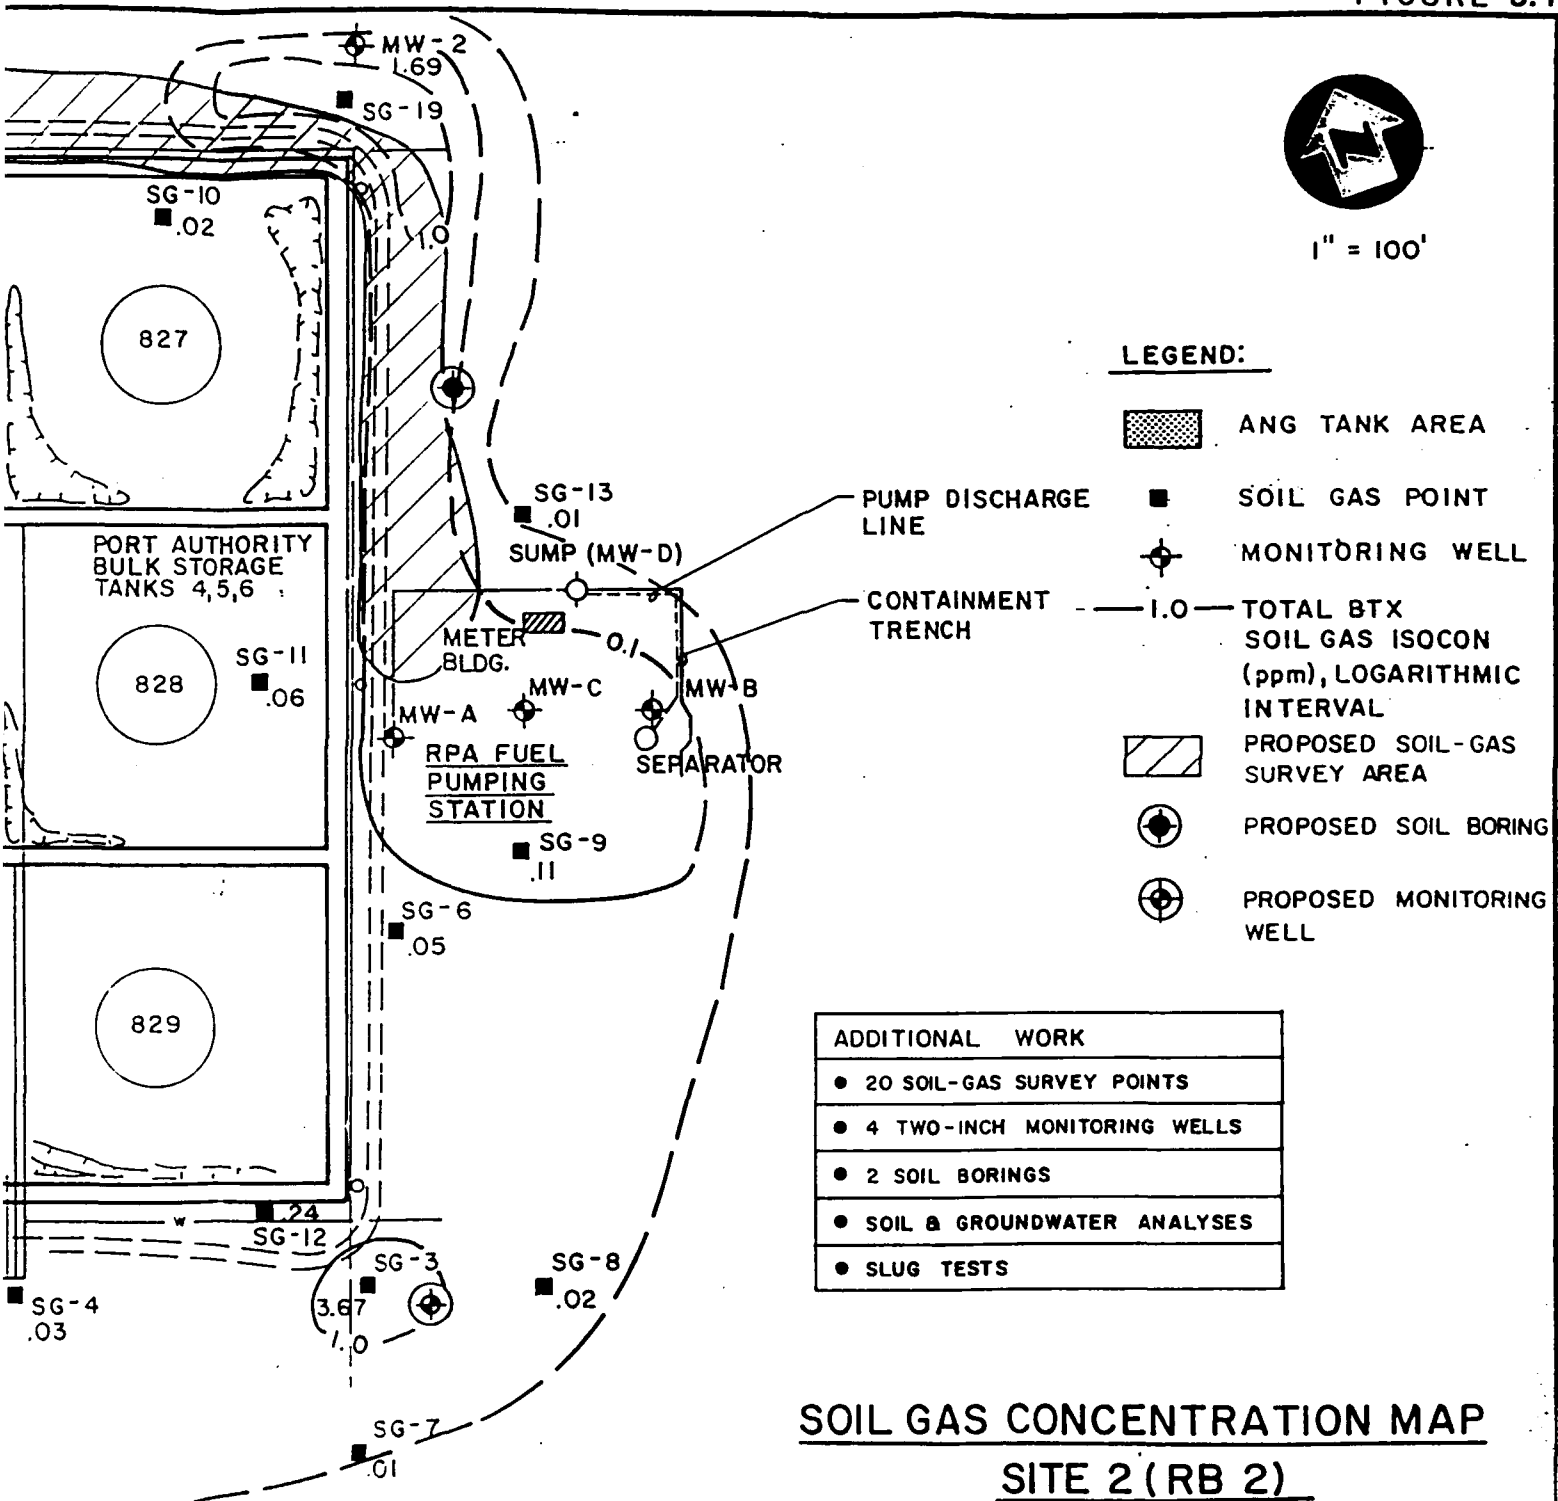 MW-2
1.69
SG-19
SG-10
.02
1.0
827
1" = 100'
LEGEND:
ANG TANK AREA
SOIL GAS POINT
MONITORING WELL
1.0
TOTAL BTX
SOIL GAS ISOCON
(ppm), LOGARITHMIC
INTERVAL
PROPOSED SOIL-GAS
SURVEY AREA
PROPOSED SOIL BORING
PROPOSED MONITORING
WELL
SG-13
.01
SUMP (MW-D)
PUMP DISCHARGE
LINE
CONTAINMENT
TRENCH
PORT AUTHORITY
BULK STORAGE
TANKS 4,5,6
METER
BLDG.
0.1
828
SG-11
.06
MW-A
MW-C
MW-B
RPA FUEL
PUMPING
STATION
SEPARATOR
SG-9
.11
SG-6
.05
829
ADDITIONAL WORK
• 20 SOIL-GAS SURVEY POINTS
• 4 TWO-INCH MONITORING WELLS
• 2 SOIL BORINGS
• SOIL & GROUNDWATER ANALYSES
• SLUG TESTS
W
.24
SG-12
SG-3
3.67
1.0
SG-8
.02
SG-4
.03
SG-7
.01
SOIL GAS CONCENTRATION MAP
SITE 2 (RB 2)